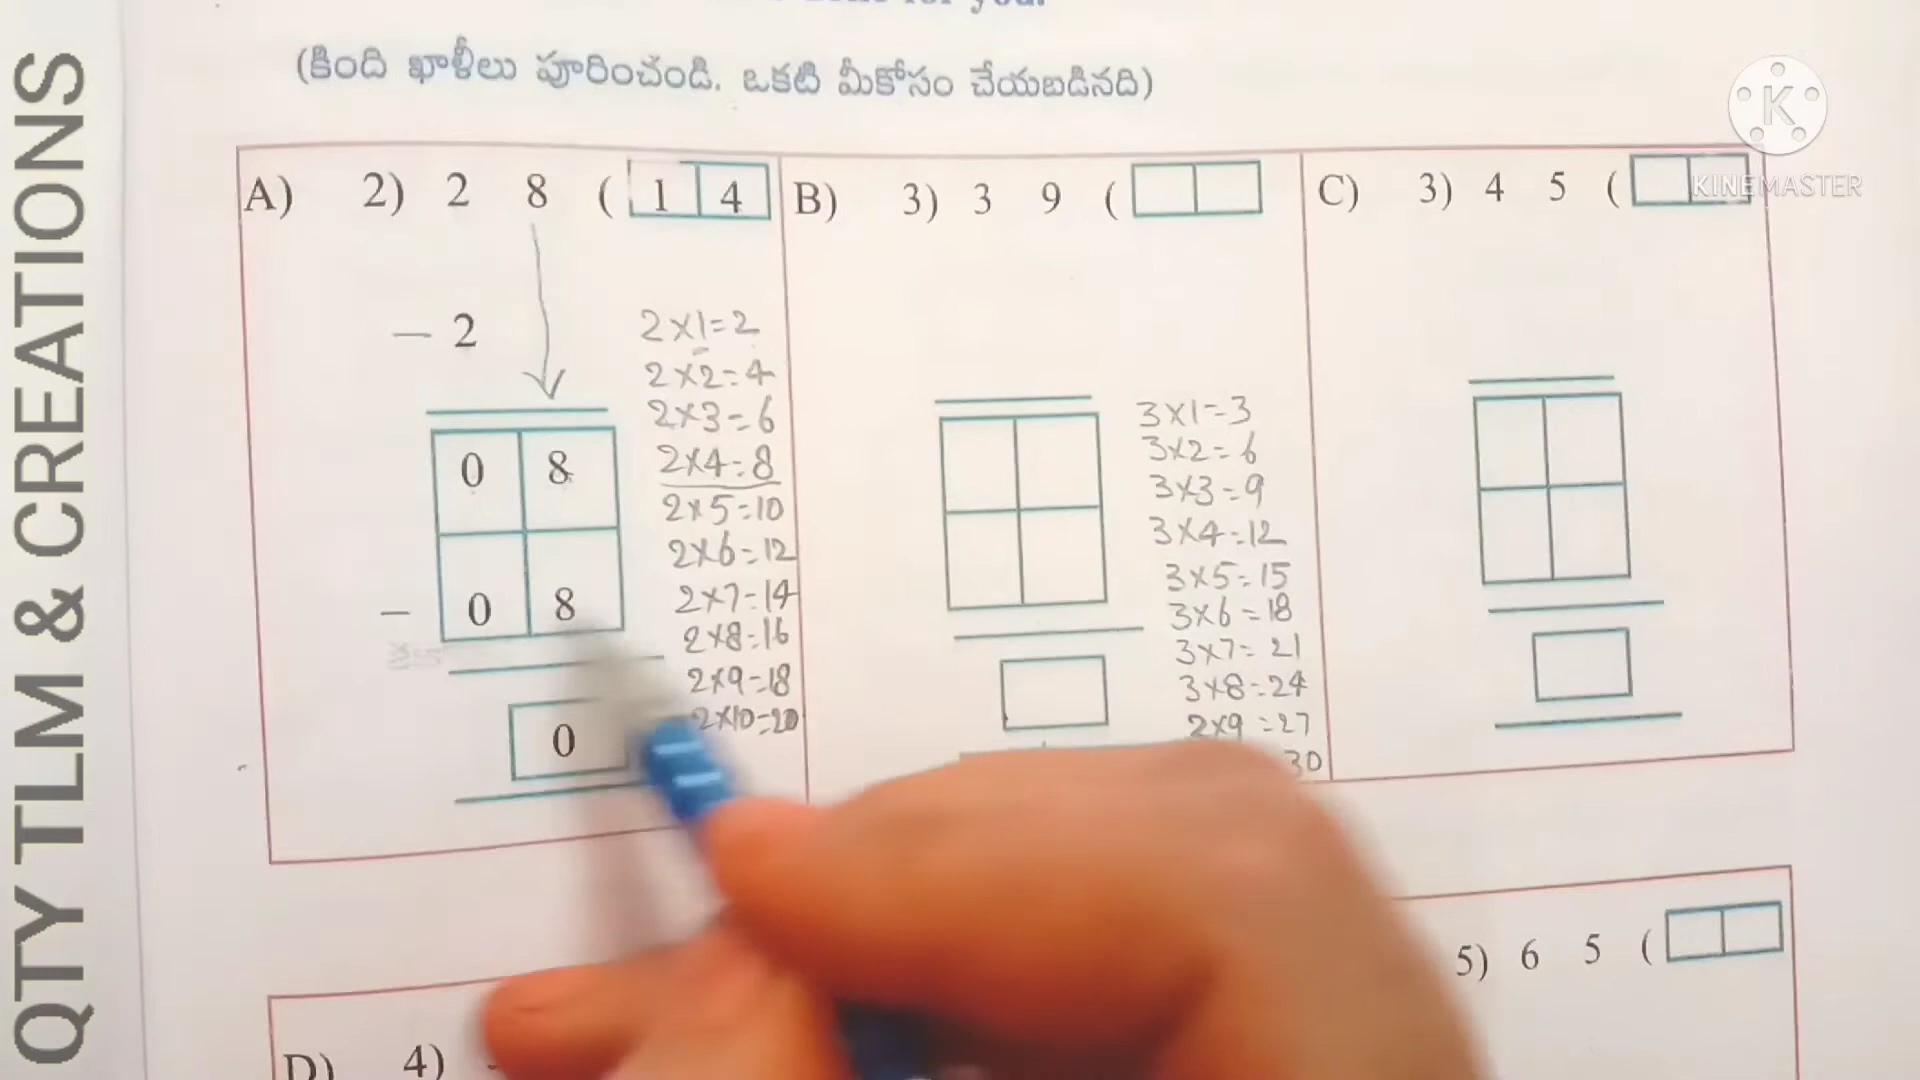 for you.
(కింది ఖాళీలు పూరించండి. ఒకటి మీకోసం చేయబడినది)
QTY TLM & CREATIONS
K
KINEMASTER
A) 2) 2 8 ( 1 4
— 2
0 8
— 0 8
0
2×1=2
2×2=4
2×3=6
2×4=8
2×5=10
2×6=12
2×7=14
2×8=16
2×9=18
2×10=20
B) 3) 3 9 (
3×1=3
3×2=6
3×3=9
3×4=12
3×5=15
3×6=18
3×7=21
3×8=24
2×9=27
30
C) 3) 4 5 (
D) 4)
5) 6 5 (